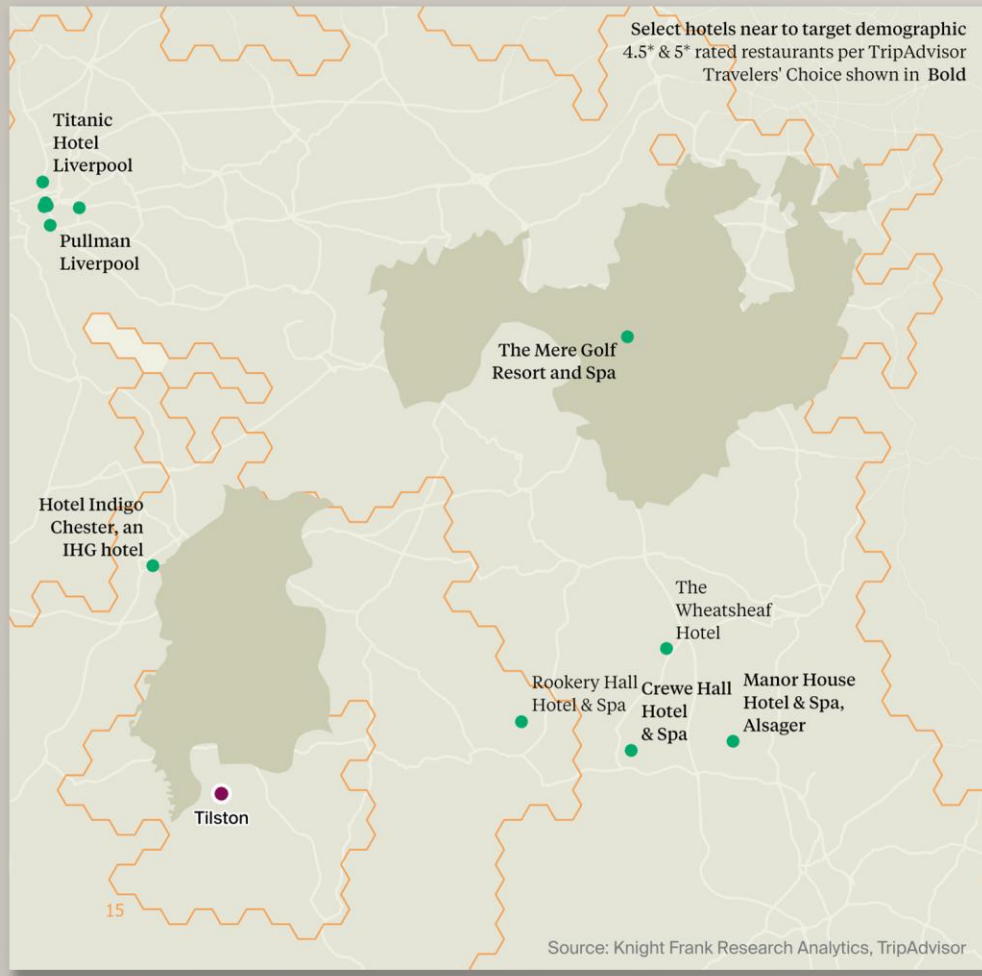 Select hotels near to target demographic
4.5* & 5* rated restaurants per TripAdvisor
Travelers' Choice shown in Bold
Titanic
Hotel
Liverpool
Pullman
Liverpool
The Mere Golf
Resort and Spa
Hotel Indigo
Chester, an
IHG hotel
The
Wheatsheaf
Hotel
Rookery Hall
Hotel & Spa
Crewe Hall
Hotel
& Spa
Manor House
Hotel & Spa,
Alsager
Tilston
15
Source: Knight Frank Research Analytics, TripAdvisor